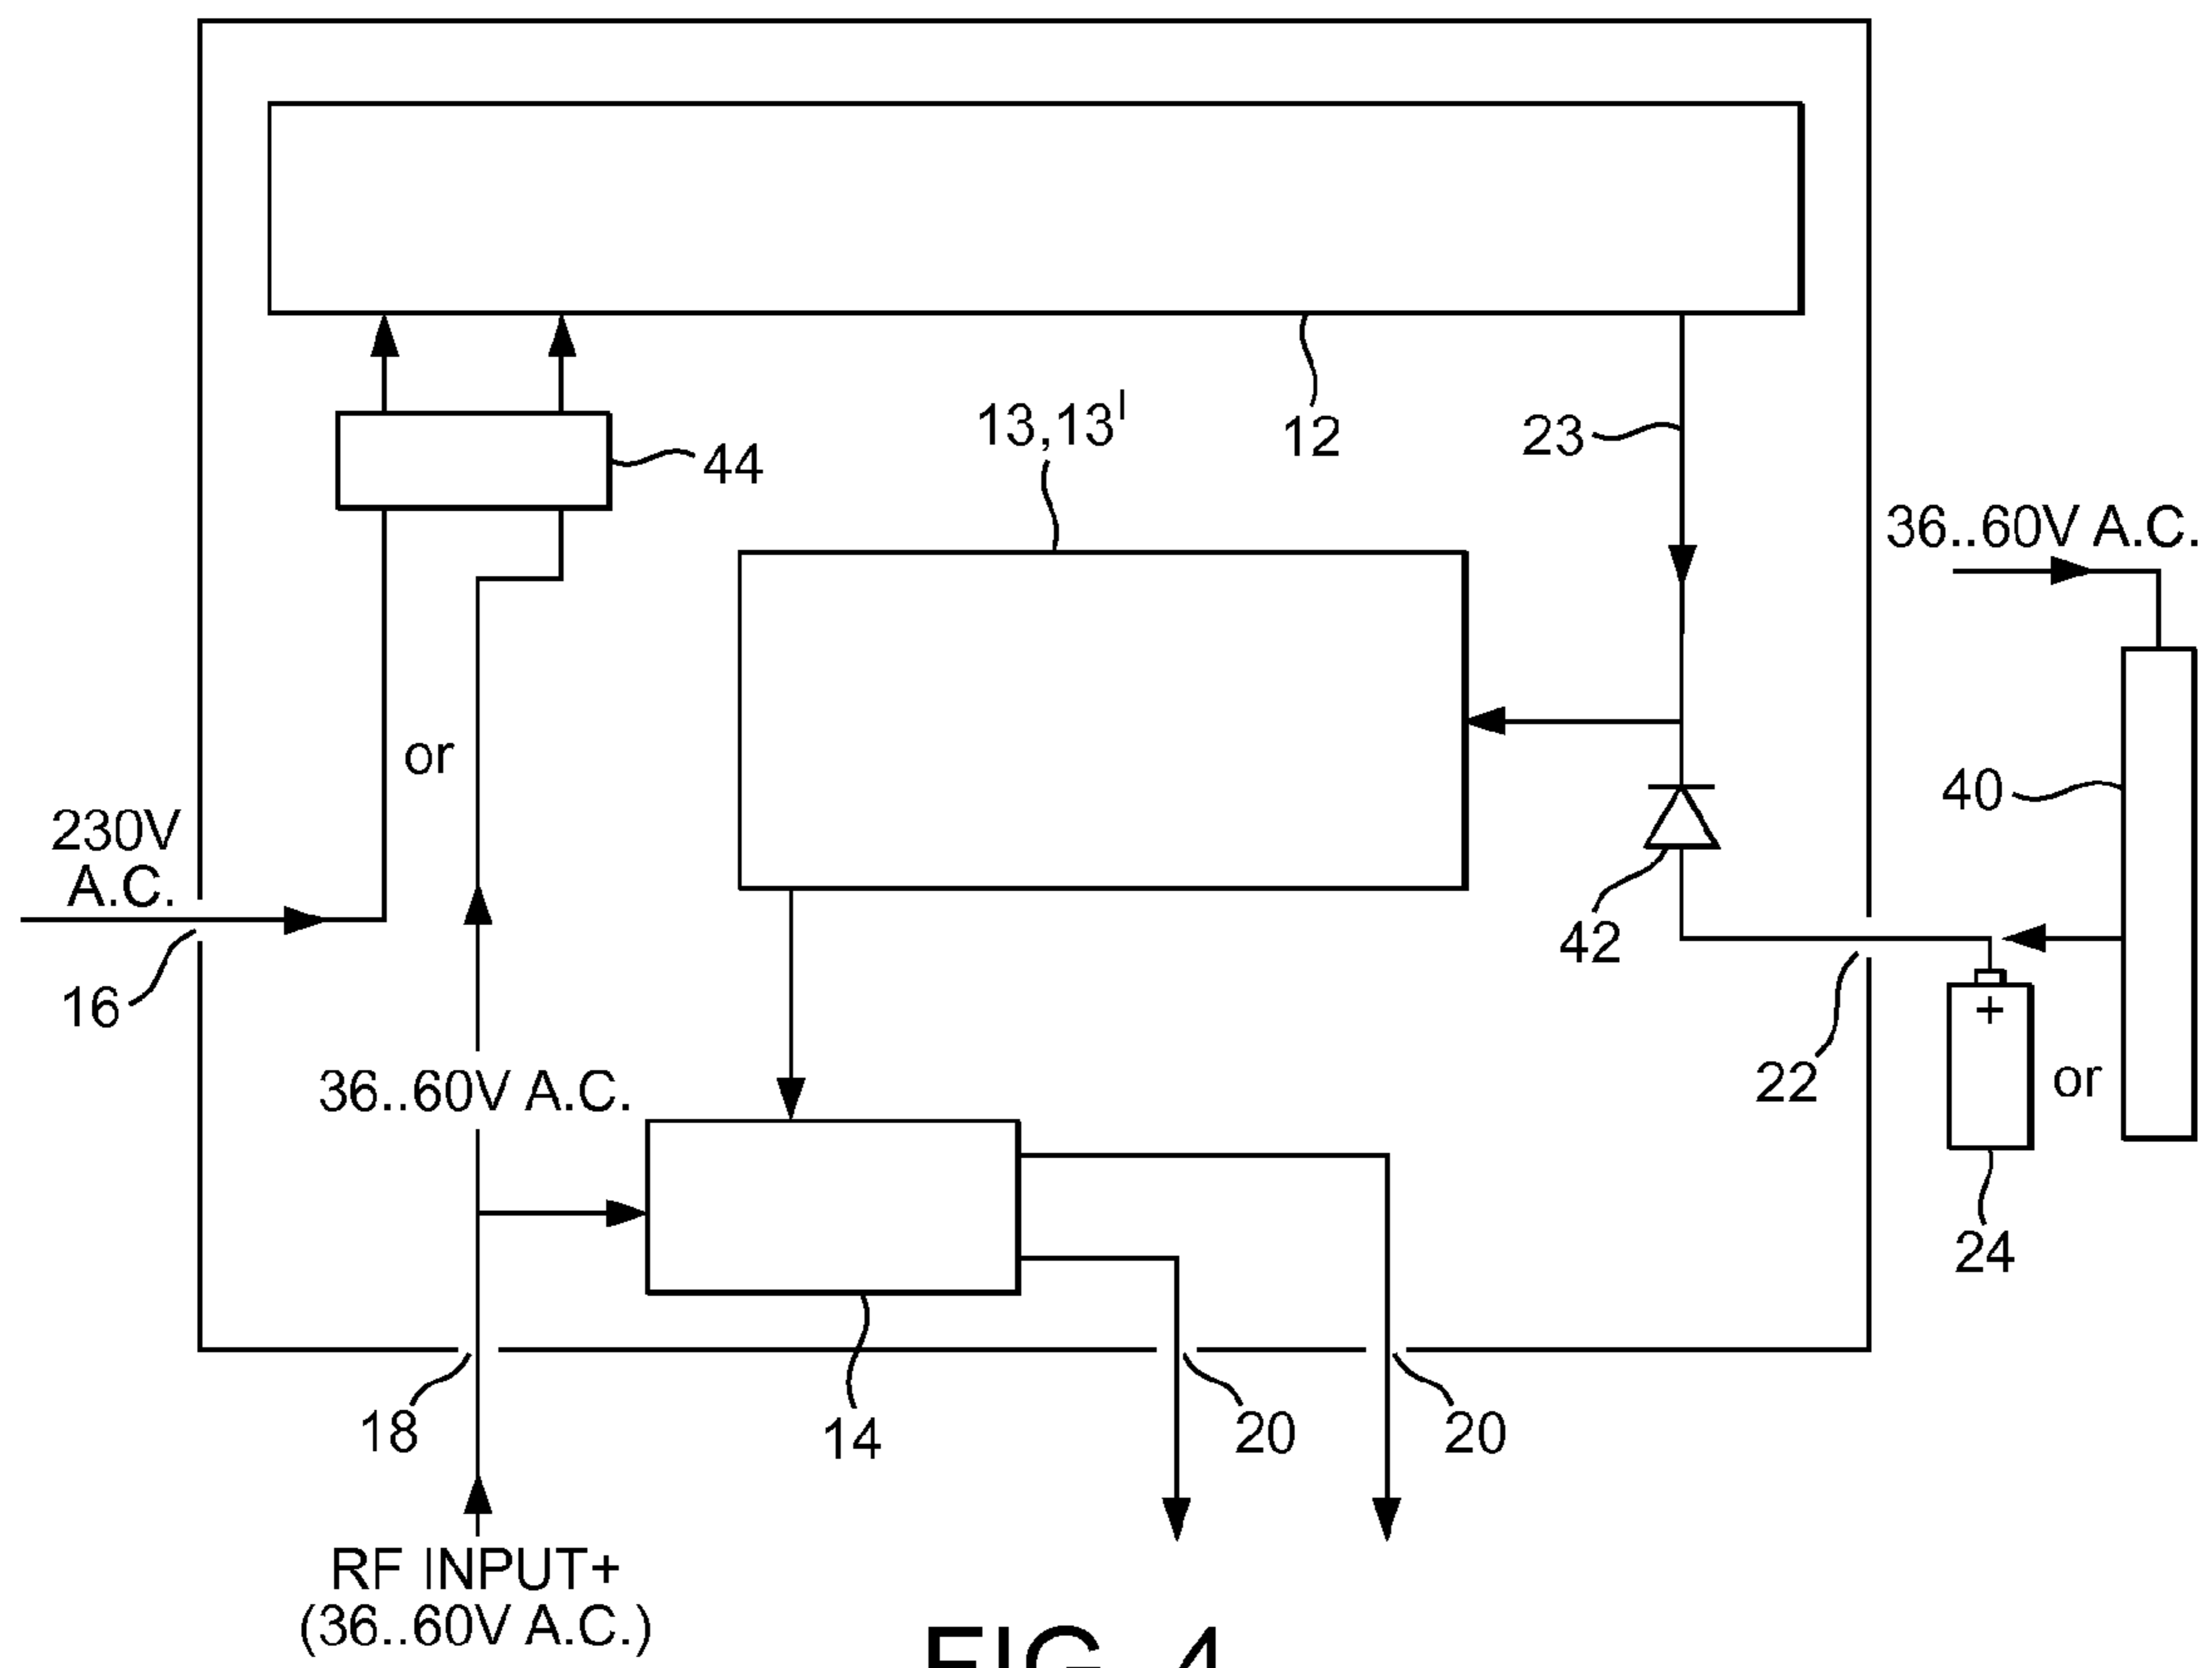 13,13'
12
23
44
36..60V A.C.
or
40
230V
A.C.
42
16
+
22
or
36..60V A.C.
24
18
14
20
20
RF INPUT+
(36..60V A.C.)
FIG. 4